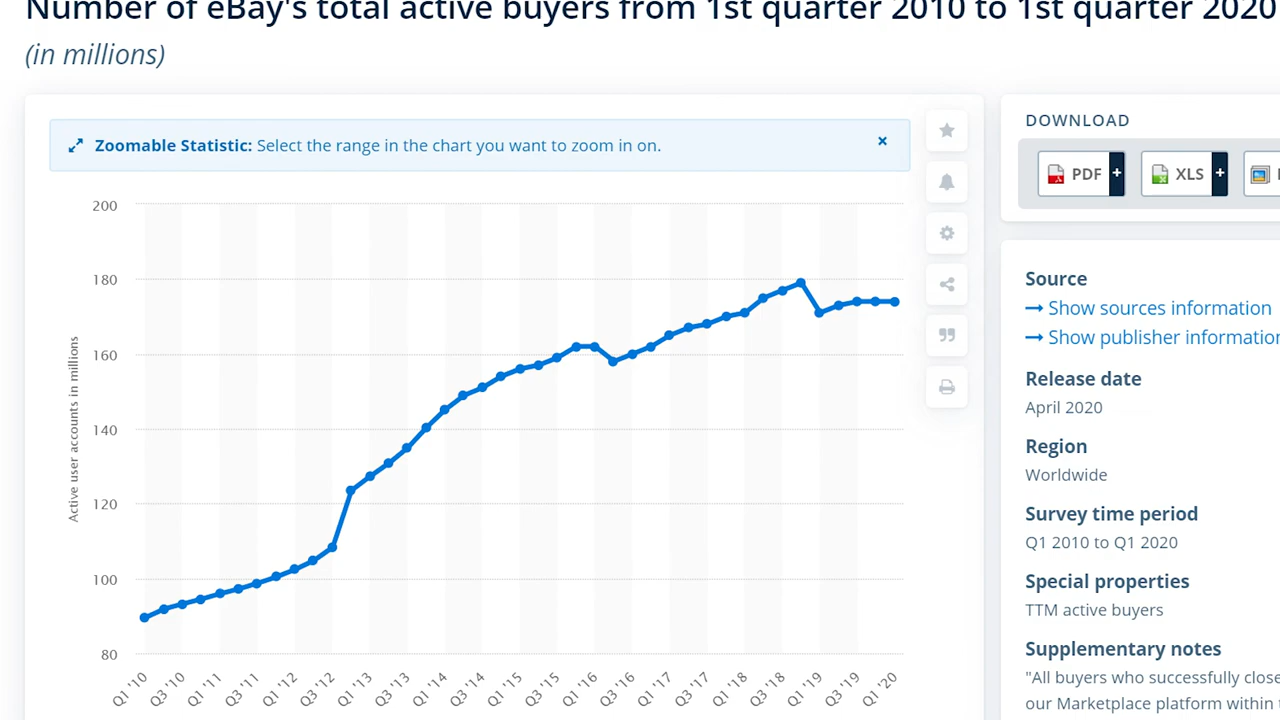 Number of eBay's total active buyers from 1st quarter 2010 to 1st quarter 2020
(in millions)
Zoomable Statistic: Select the range in the chart you want to zoom in on.
×
DOWNLOAD
PDF +
XLS +
200
180
160
140
120
100
80
Active user accounts in millions
Q1 '10
Q3 '10
Q1 '11
Q3 '11
Q1 '12
Q3 '12
Q1 '13
Q3 '13
Q1 '14
Q3 '14
Q1 '15
Q3 '15
Q1 '16
Q3 '16
Q1 '17
Q3 '17
Q1 '18
Q3 '18
Q1 '19
Q3 '19
Q1 '20
Source
→ Show sources information
→ Show publisher information
Release date
April 2020
Region
Worldwide
Survey time period
Q1 2010 to Q1 2020
Special properties
TTM active buyers
Supplementary notes
"All buyers who successfully close
our Marketplace platform within